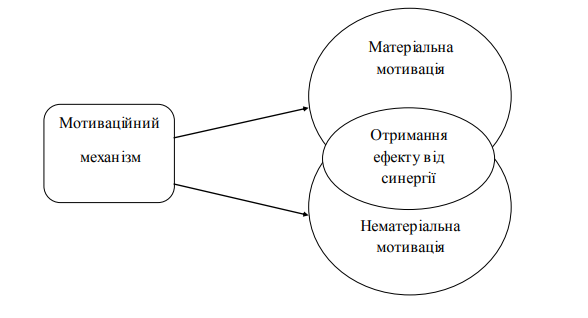 Мотиваційний
механізм
Матеріальна
мотивація
Отримання
ефекту від
синергії
Нематеріальна
мотивація